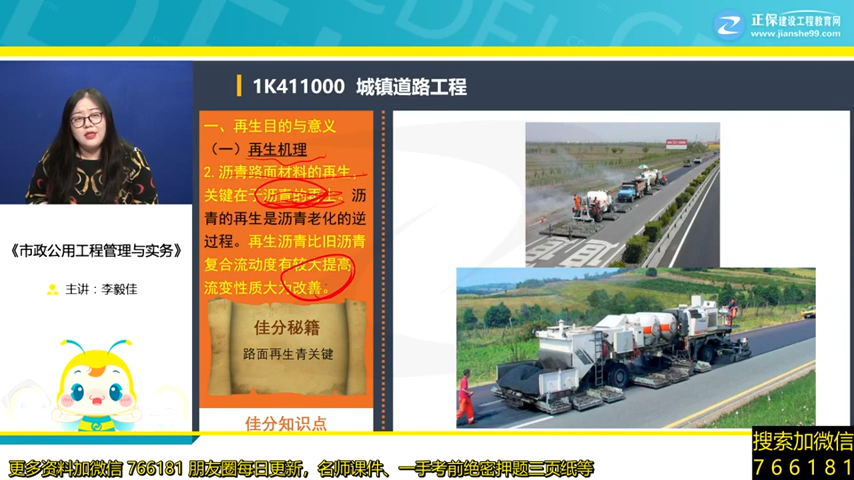 正保建设工程教育网
www.jianshe99.com
1K411000 城镇道路工程
一、再生目的与意义
（一）再生机理
2. 沥青路面材料的再生，
关键在于沥青的再生。沥
青的再生是沥青老化的逆
过程。再生沥青比旧沥青
复合流动度有较大提高，
流变性质大为改善。
佳分秘籍
路面再生青关键
佳分知识点
《市政公用工程管理与实务》
主讲：李毅佳
搜索加微信
766181
更多资料加微信 766181 朋友圈每日更新，名师课件、一手考前绝密押题三页纸等